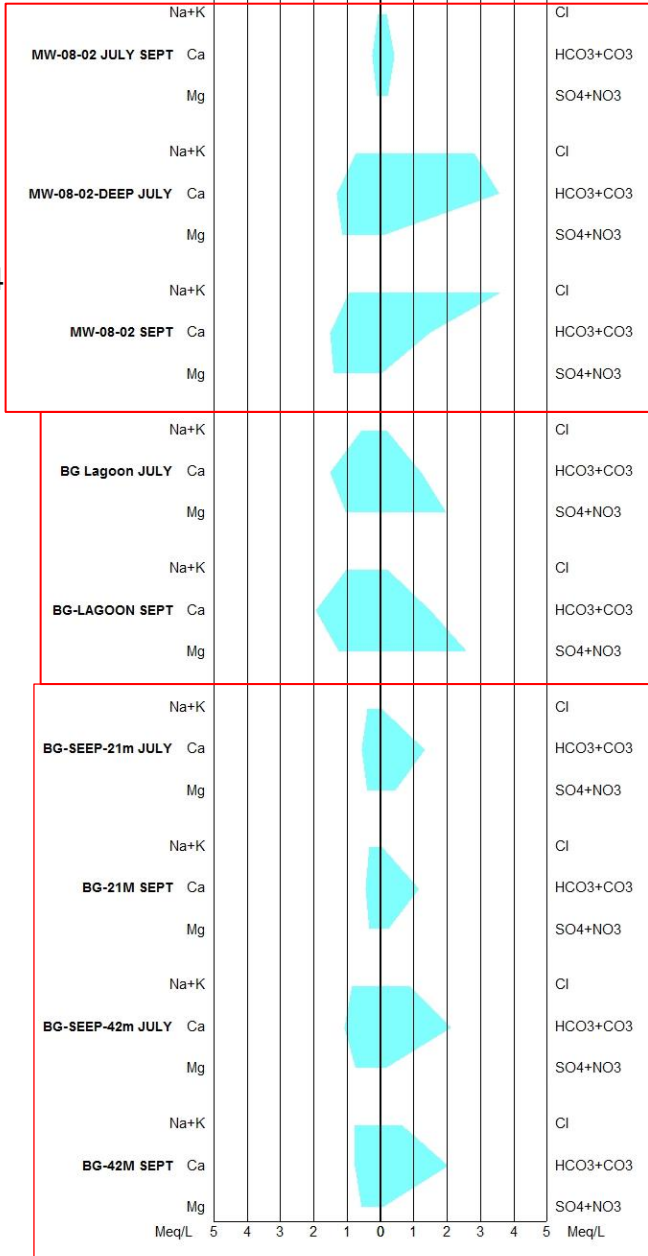 Na+K Cl
MW-08-02 JULY SEPT Ca HCO3+CO3
Mg SO4+NO3
Na+K Cl
MW-08-02-DEEP JULY Ca HCO3+CO3
Mg SO4+NO3
Na+K Cl
MW-08-02 SEPT Ca HCO3+CO3
Mg SO4+NO3
Na+K Cl
BG Lagoon JULY Ca HCO3+CO3
Mg SO4+NO3
Na+K Cl
BG-LAGOON SEPT Ca HCO3+CO3
Mg SO4+NO3
Na+K Cl
BG-SEEP-21m JULY Ca HCO3+CO3
Mg SO4+NO3
Na+K Cl
BG-21M SEPT Ca HCO3+CO3
Mg SO4+NO3
Na+K Cl
BG-SEEP-42m JULY Ca HCO3+CO3
Mg SO4+NO3
Na+K Cl
BG-42M SEPT Ca HCO3+CO3
Mg SO4+NO3
Meq/L 5 4 3 2 1 0 1 2 3 4 5 Meq/L